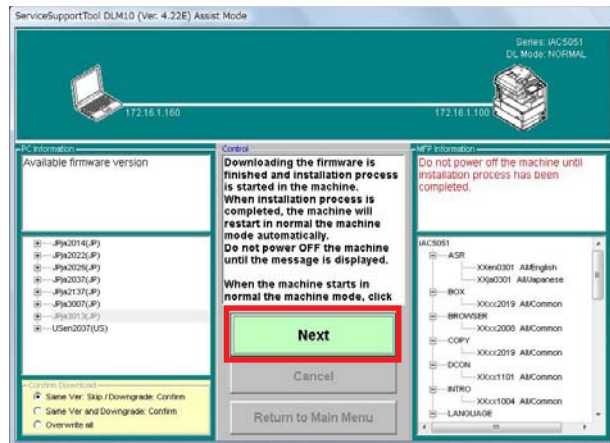 ServiceSupportTool DLM10 (Ver. 4.22E) Assist Mode
Series: iAC5051
DL Mode: NORMAL
172.16.1.160
172.16.1.100
PC Information
Available firmware version
JPja2014(JP)
JPja2022(JP)
JPja2025(JP)
JPja2037(JP)
JPja2137(JP)
JPja3007(JP)
JPja3013(JP)
USen2037(US)
Confirm Download
Same Ver: Skip / Downgrade: Confirm
Same Ver and Downgrade: Confirm
Overwrite all
Control
Downloading the firmware is
finished and installation process
is started in the machine.
When installation process is
completed, the machine will
restart in normal the machine
mode automatically.
Do not power OFF the machine
until the message is displayed.
When the machine starts in
normal the machine mode, click
Next
Cancel
Return to Main Menu
MFP Information
Do not power off the machine until
installation process has been
completed.
iAC5051
ASR
XXen0301 All/English
XXja0301 All/Japanese
BOX
XXcc2019 All/Common
BROWSER
XXcc2008 All/Common
COPY
XXcc2019 All/Common
DCON
XXcc1101 All/Common
INTRO
XXcc1004 All/Common
LANGUAGE